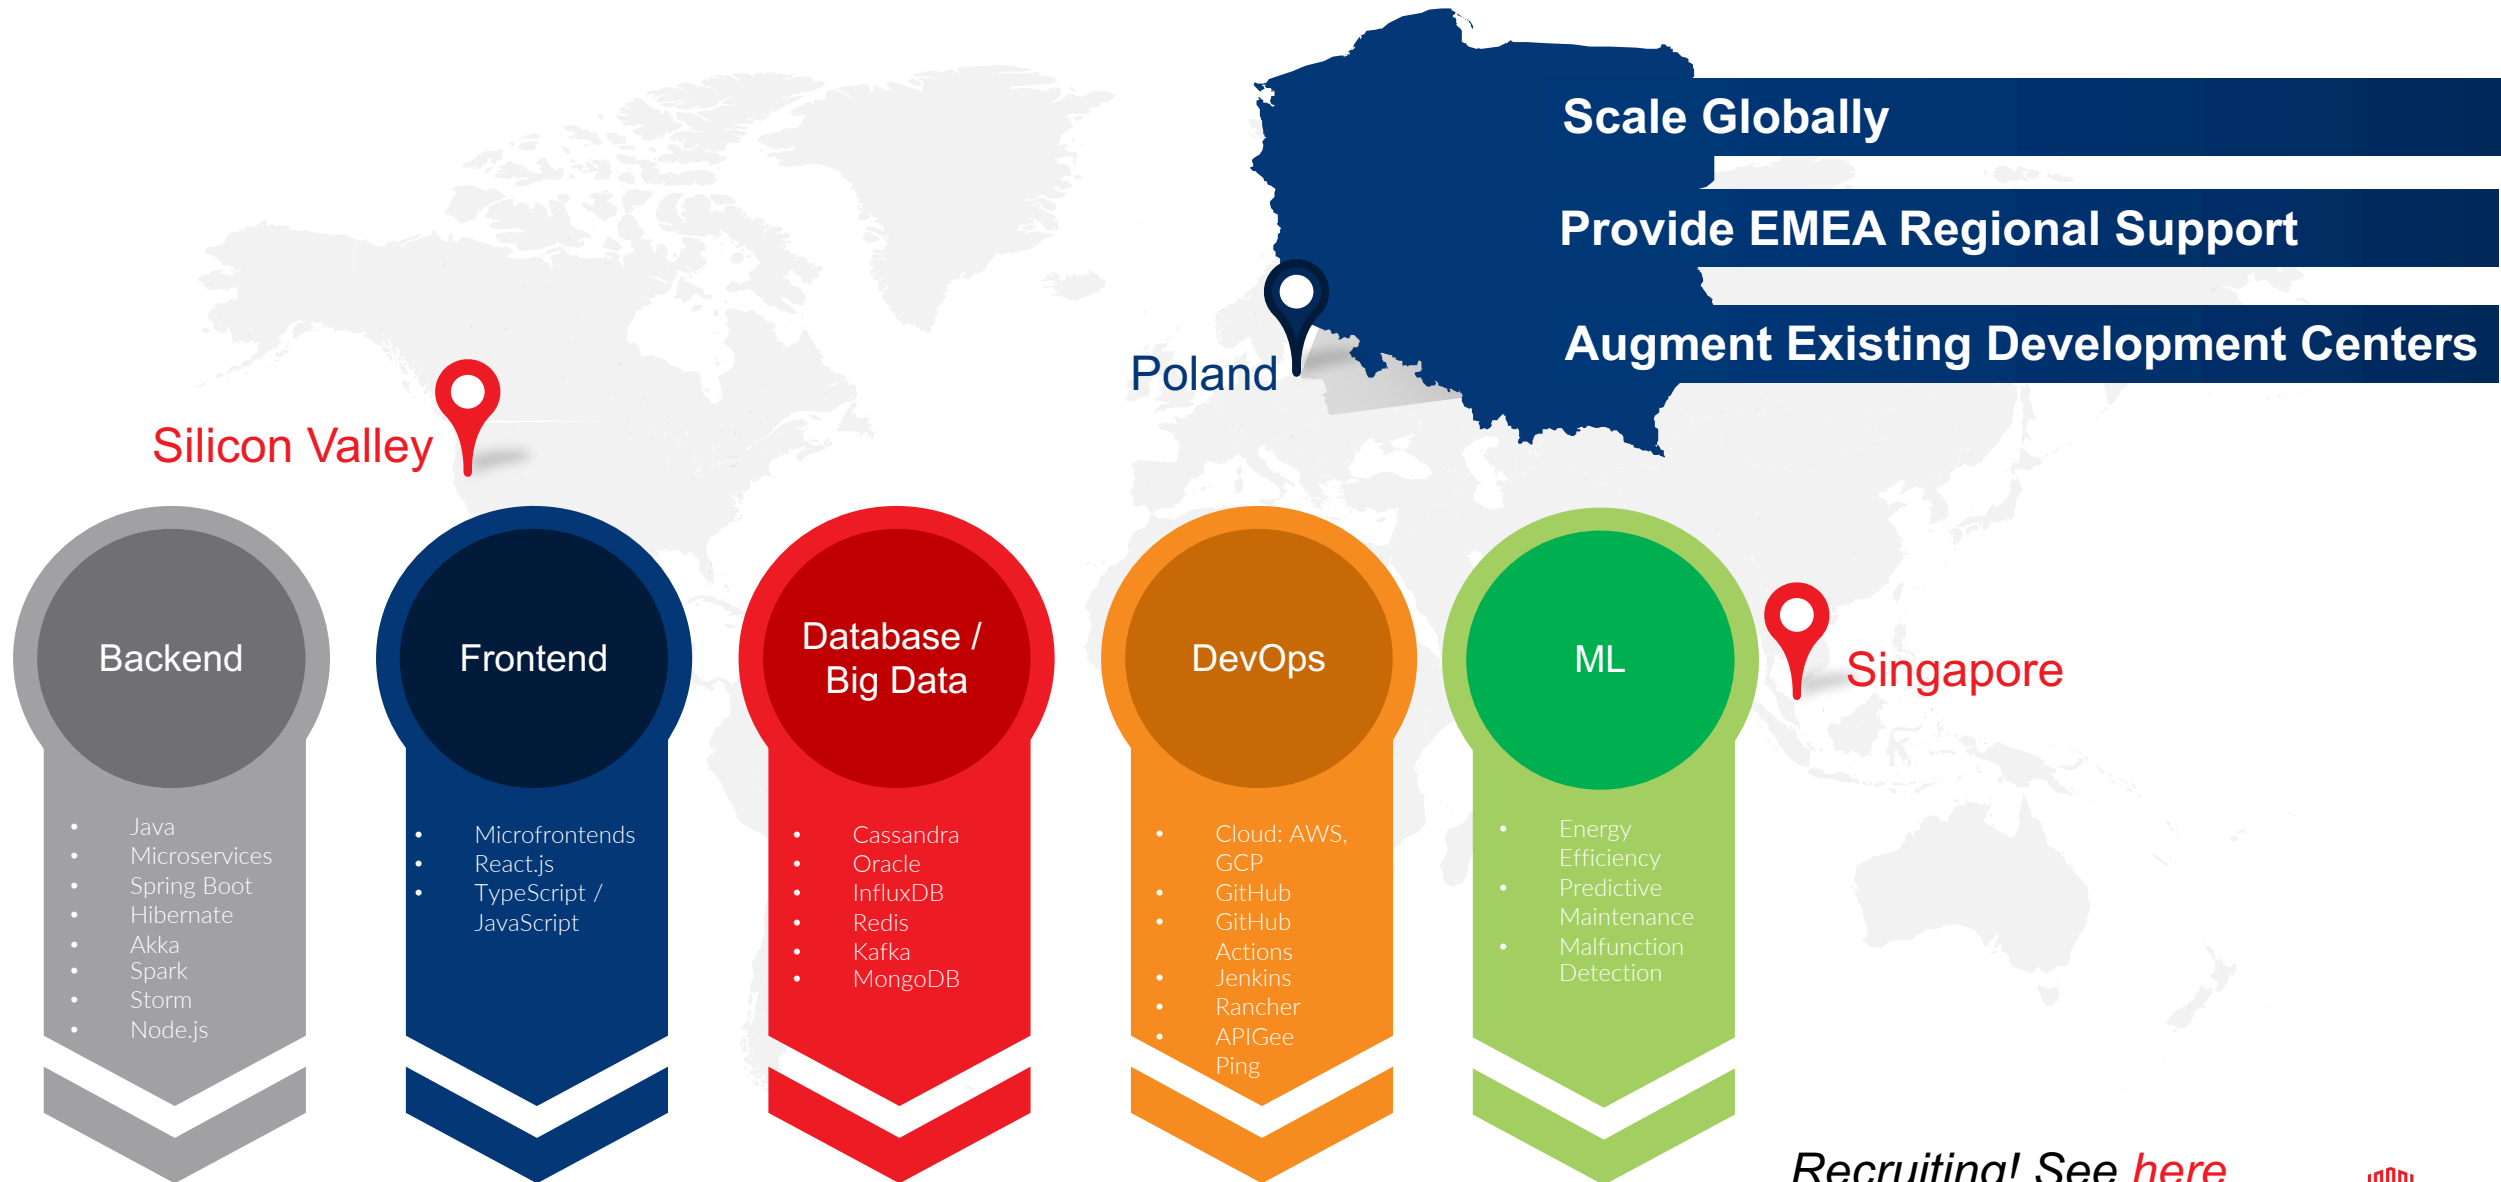 Scale Globally
Provide EMEA Regional Support
Augment Existing Development Centers
Poland
Silicon Valley
Singapore
Backend
• Java
• Microservices
• Spring Boot
• Hibernate
• Akka
• Spark
• Storm
• Node.js
Frontend
• Microfrontends
• React.js
• TypeScript /
JavaScript
Database /
Big Data
• Cassandra
• Oracle
• InfluxDB
• Redis
• Kafka
• MongoDB
DevOps
• Cloud: AWS,
GCP
• GitHub
• GitHub
Actions
• Jenkins
• Rancher
• APIGee
Ping
ML
• Energy
Efficiency
• Predictive
Maintenance
• Malfunction
Detection
Recruiting! See here